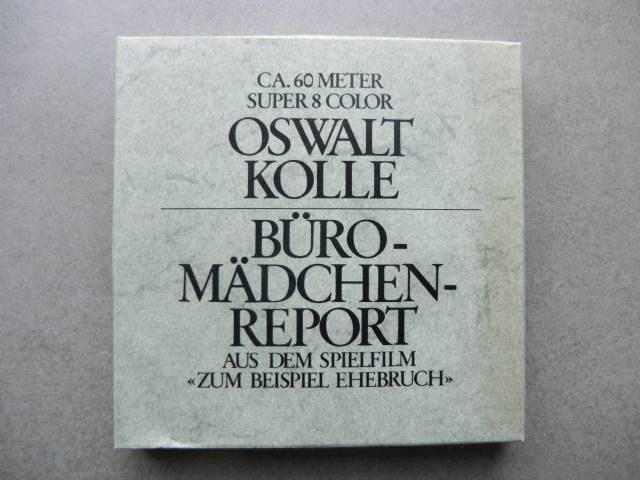 CA. 60 METER
SUPER 8 COLOR
OSWALT
KOLLE
BÜRO-
MÄDCHEN-
REPORT
AUS DEM SPIELFILM
«ZUM BEISPIEL EHEBRUCH»